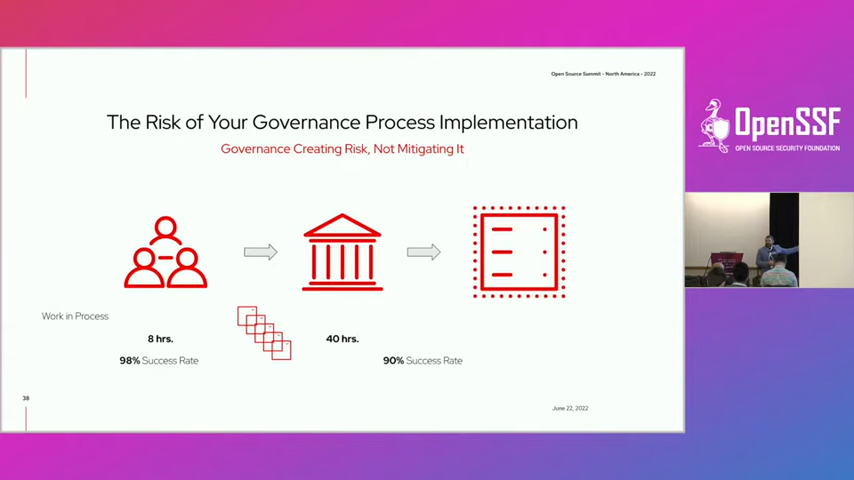 Open Source Summit - North America - 2022
The Risk of Your Governance Process Implementation
Governance Creating Risk, Not Mitigating It
OpenSSF
OPEN SOURCE SECURITY FOUNDATION
Work in Process
8 hrs.
40 hrs.
98% Success Rate
90% Success Rate
38
June 22, 2022